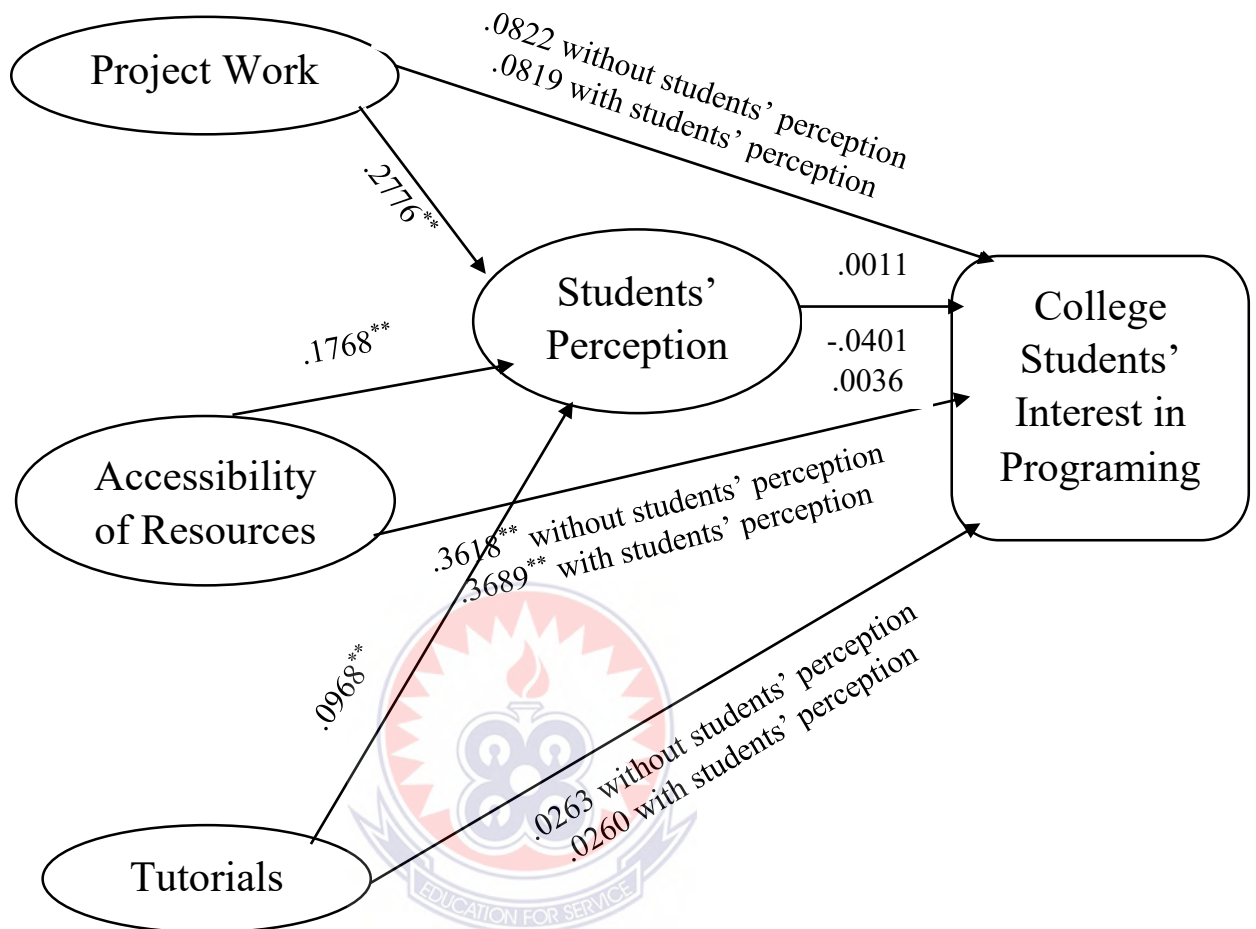 Project Work
.0822 without students’ perception
.0819 with students’ perception
.2776**
Students’
Perception
.0011
-.0401
.0036
College
Students’
Interest in
Programing
.1768**
Accessibility
of Resources
.3618** without students’ perception
.3689** with students’ perception
.0968**
.0263 without students’ perception
.0260 with students’ perception
Tutorials
EDUCATION FOR SERVICE